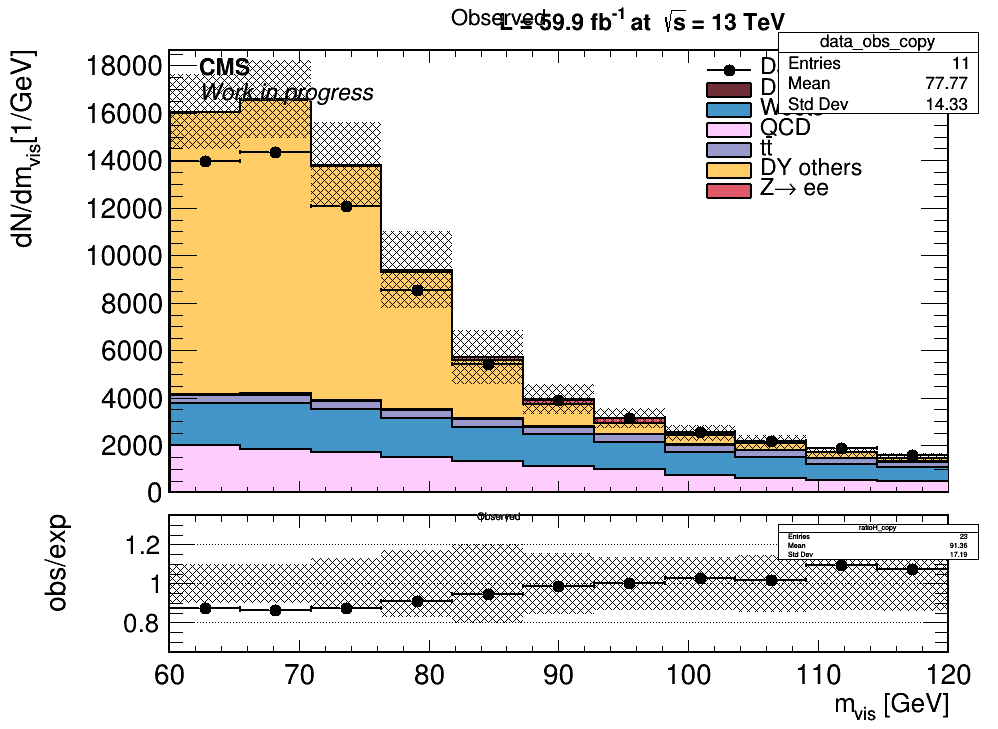 Observed
L = 59.9 fb-1 at √s = 13 TeV
data_obs_copy
Entries 11
Mean 77.77
Std Dev 14.33
CMS
Work in progress
QCD
tt
DY others
Z→ ee
dN/dmvis[1/GeV]
18000
16000
14000
12000
10000
8000
6000
4000
2000
0
Observed
ratioH_copy
Entries 23
Mean 91.36
Std Dev 17.19
obs/exp
1.2
1
0.8
60 70 80 90 100 110 120
mvis [GeV]